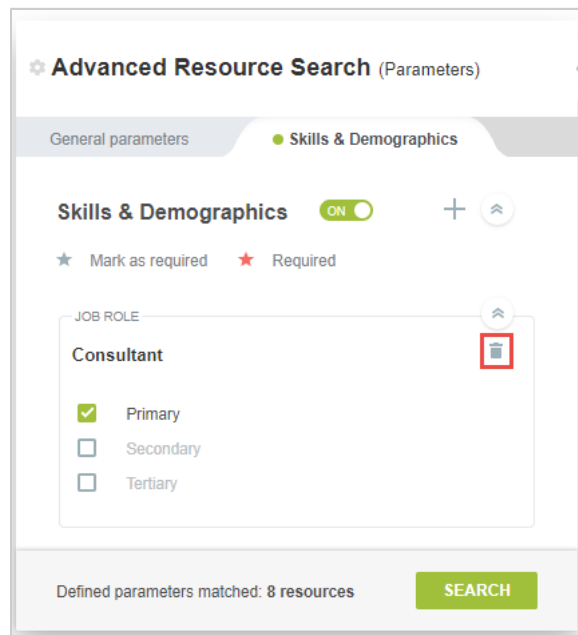 Advanced Resource Search (Parameters)
General parameters
Skills & Demographics
Skills & Demographics ON
Mark as required Required
JOB ROLE
Consultant
Primary
Secondary
Tertiary
Defined parameters matched: 8 resources SEARCH